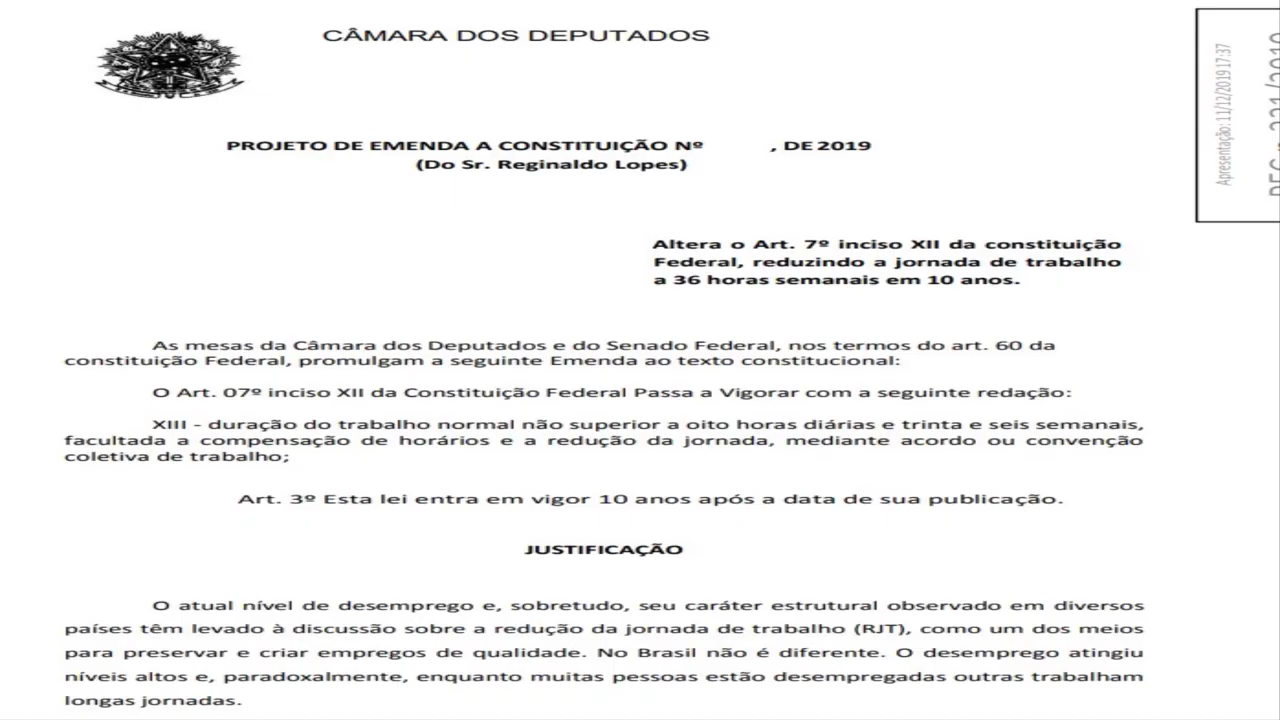 CÂMARA DOS DEPUTADOS
PROJETO DE EMENDA A CONSTITUIÇÃO Nº , DE 2019
(Do Sr. Reginaldo Lopes)
Altera o Art. 7º inciso XII da constituição
Federal, reduzindo a jornada de trabalho
a 36 horas semanais em 10 anos.
As mesas da Câmara dos Deputados e do Senado Federal, nos termos do art. 60 da
constituição Federal, promulgam a seguinte Emenda ao texto constitucional:
O Art. 07º inciso XII da Constituição Federal Passa a Vigorar com a seguinte redação:
XIII - duração do trabalho normal não superior a oito horas diárias e trinta e seis semanais,
facultada a compensação de horários e a redução da jornada, mediante acordo ou convenção
coletiva de trabalho;
Art. 3º Esta lei entra em vigor 10 anos após a data de sua publicação.
JUSTIFICAÇÃO
O atual nível de desemprego e, sobretudo, seu caráter estrutural observado em diversos
países têm levado à discussão sobre a redução da jornada de trabalho (RJT), como um dos meios
para preservar e criar empregos de qualidade. No Brasil não é diferente. O desemprego atingiu
níveis altos e, paradoxalmente, enquanto muitas pessoas estão desempregadas outras trabalham
longas jornadas.
Apresentação: 11/12/2019 17:37